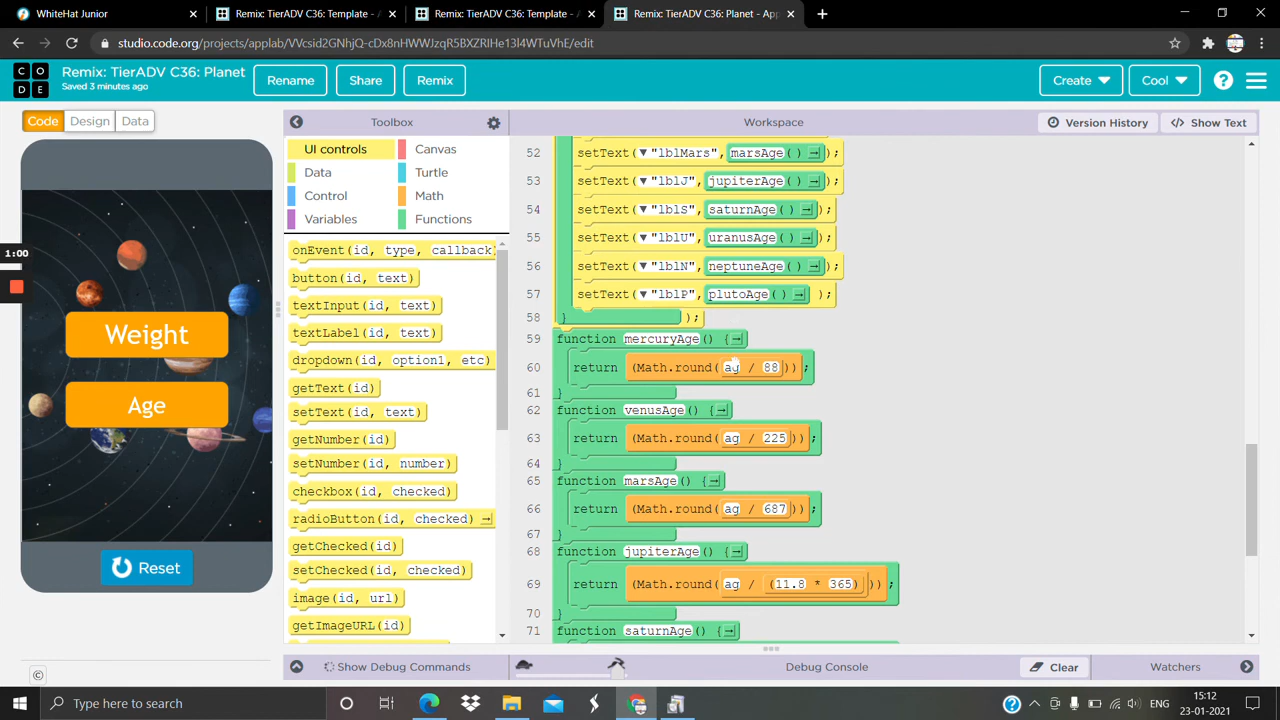 WhiteHat Junior
Remix: TierADV C36: Template - A
Remix: TierADV C36: Template - A
Remix: TierADV C36: Planet - App
studio.code.org/projects/applab/VVcsid2GNhjQ-cDx8nHWWJzqR5BXZRIHe13l4WTuVhE/edit
C O D E
Remix: TierADV C36: Planet
Saved 3 minutes ago
Rename
Share
Remix
Create
Cool
?
Code
Design
Data
Toolbox
Workspace
Version History
</> Show Text
UI controls
Canvas
Data
Turtle
Control
Math
Variables
Functions
onEvent(id, type, callback)
button(id, text)
textInput(id, text)
textLabel(id, text)
dropdown(id, option1, etc)
getText(id)
setText(id, text)
getNumber(id)
setNumber(id, number)
checkbox(id, checked)
radioButton(id, checked)
getChecked(id)
setChecked(id, checked)
image(id, url)
getImageURL(id)
1:00
Weight
Age
Reset
52 setText(▼"lblMars", marsAge());
53 setText(▼"lblJ", jupiterAge());
54 setText(▼"lblS", saturnAge());
55 setText(▼"lblU", uranusAge());
56 setText(▼"lblN", neptuneAge());
57 setText(▼"lblP", plutoAge() );
58 } );
59 function mercuryAge() {
60 return (Math.round( ag / 88 ));
61 }
62 function venusAge() {
63 return (Math.round( ag / 225 ));
64 }
65 function marsAge() {
66 return (Math.round( ag / 687 ));
67 }
68 function jupiterAge() {
69 return (Math.round( ag / (11.8 * 365) ));
70 }
71 function saturnAge() {
©
Show Debug Commands
Debug Console
Clear
Watchers
Type here to search
ENG
15:12
23-01-2021